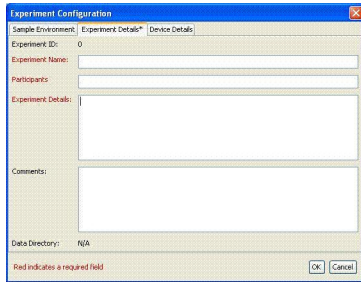 Experiment Configuration
Sample Environment Experiment Details* Device Details
Experiment ID: 0
Experiment Name:
Participants
Experiment Details:
Comments:
Data Directory: N/A
Red indicates a required field OK Cancel